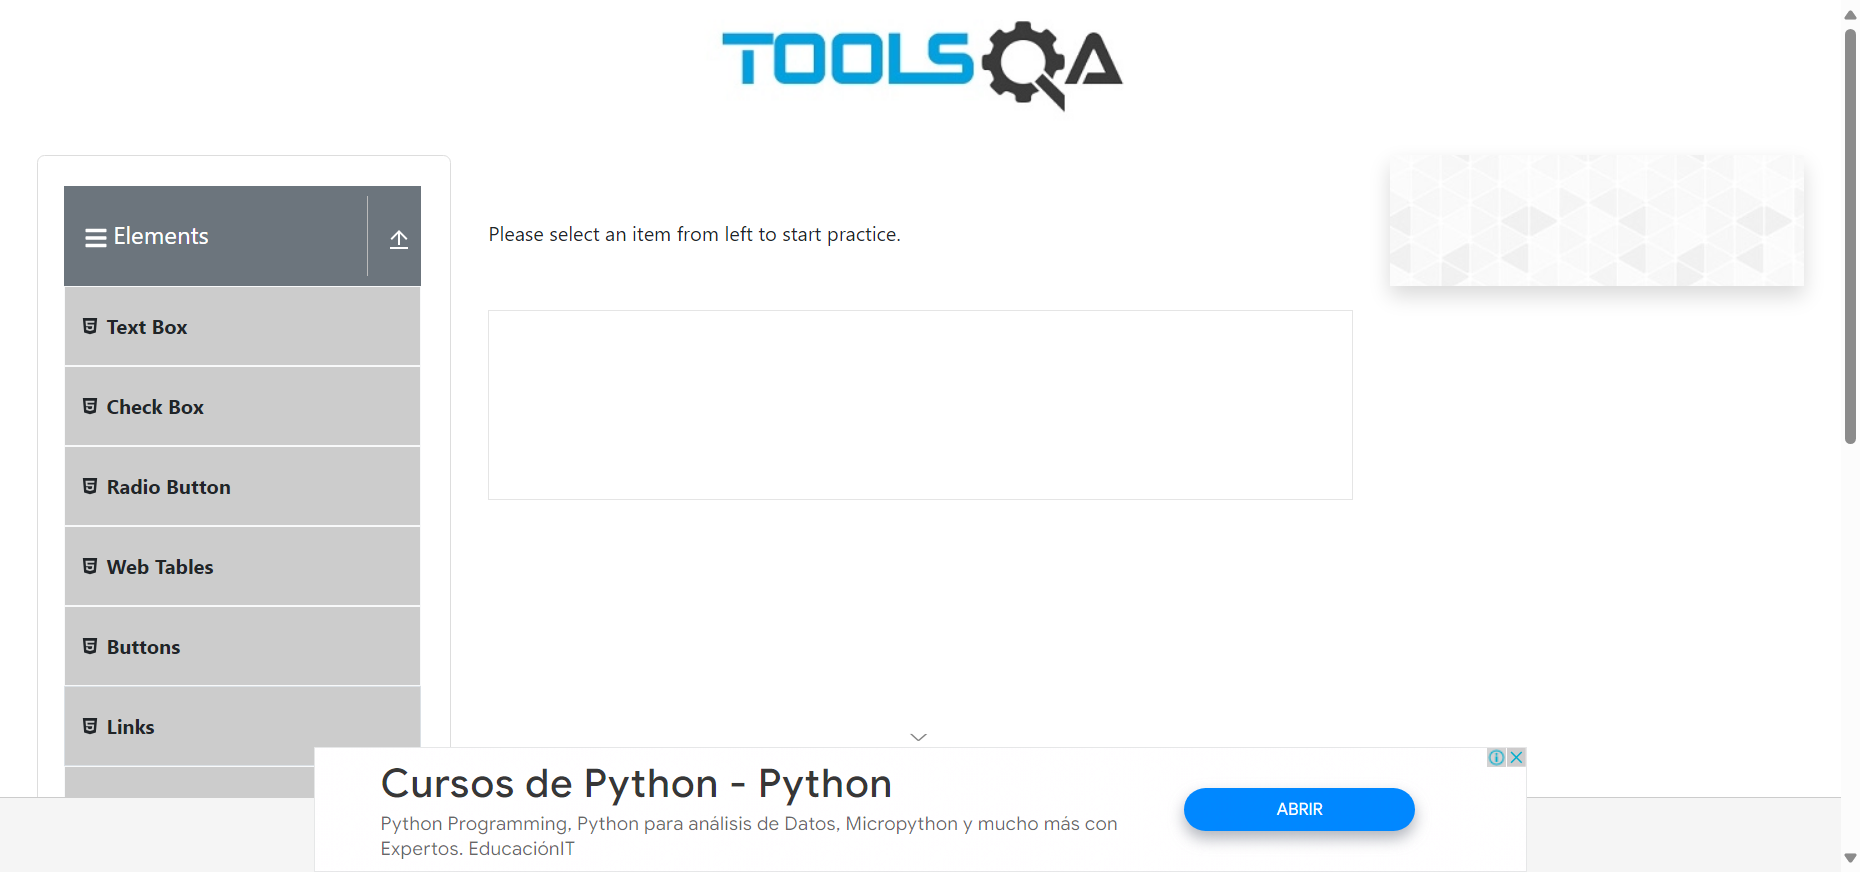 TOOLSQA
Elements
Please select an item from left to start practice.
Text Box
Check Box
Radio Button
Web Tables
Buttons
Links
Cursos de Python - Python
Python Programming, Python para análisis de Datos, Micropython y mucho más con
Expertos. EducaciónIT
ABRIR